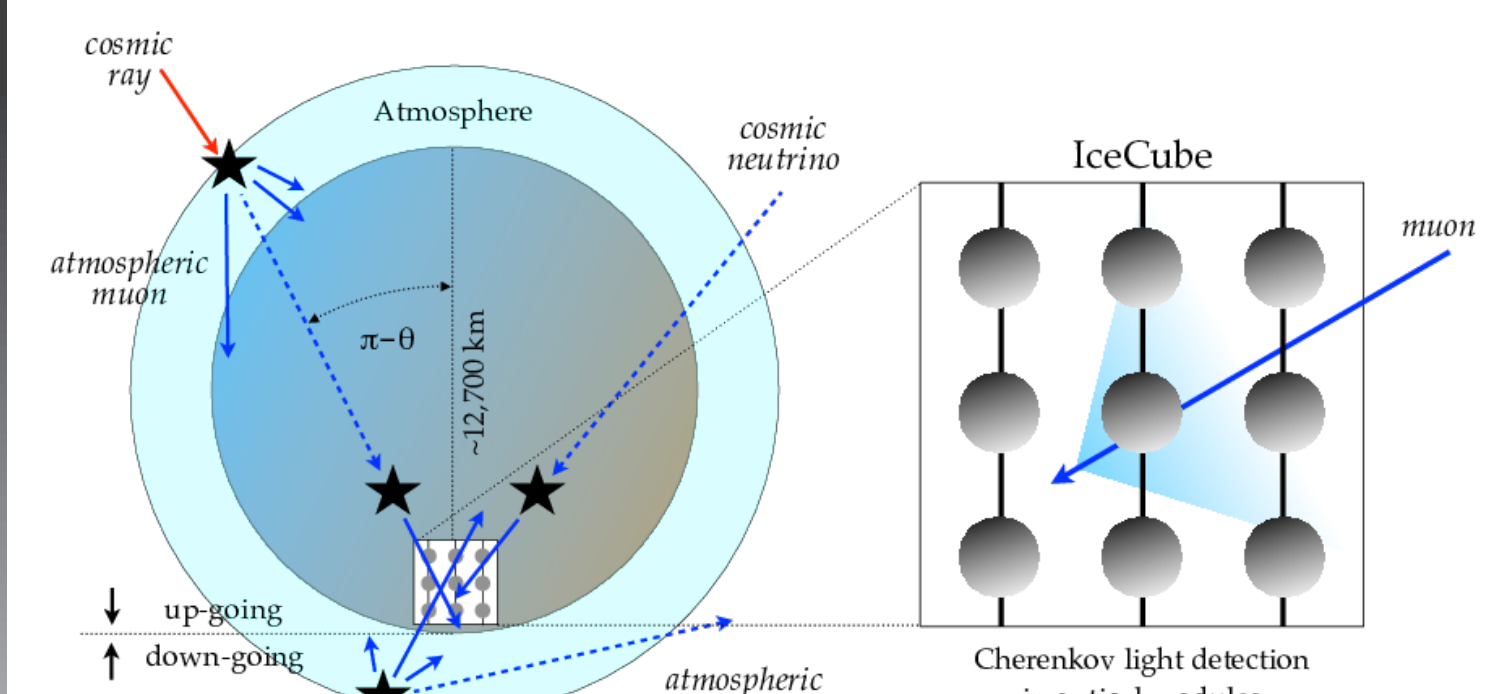 cosmic
ray
Atmosphere
cosmic
neutrino
IceCube
muon
atmospheric
muon
π−θ
~12,700 km
up-going
down-going
atmospheric
Cherenkov light detection